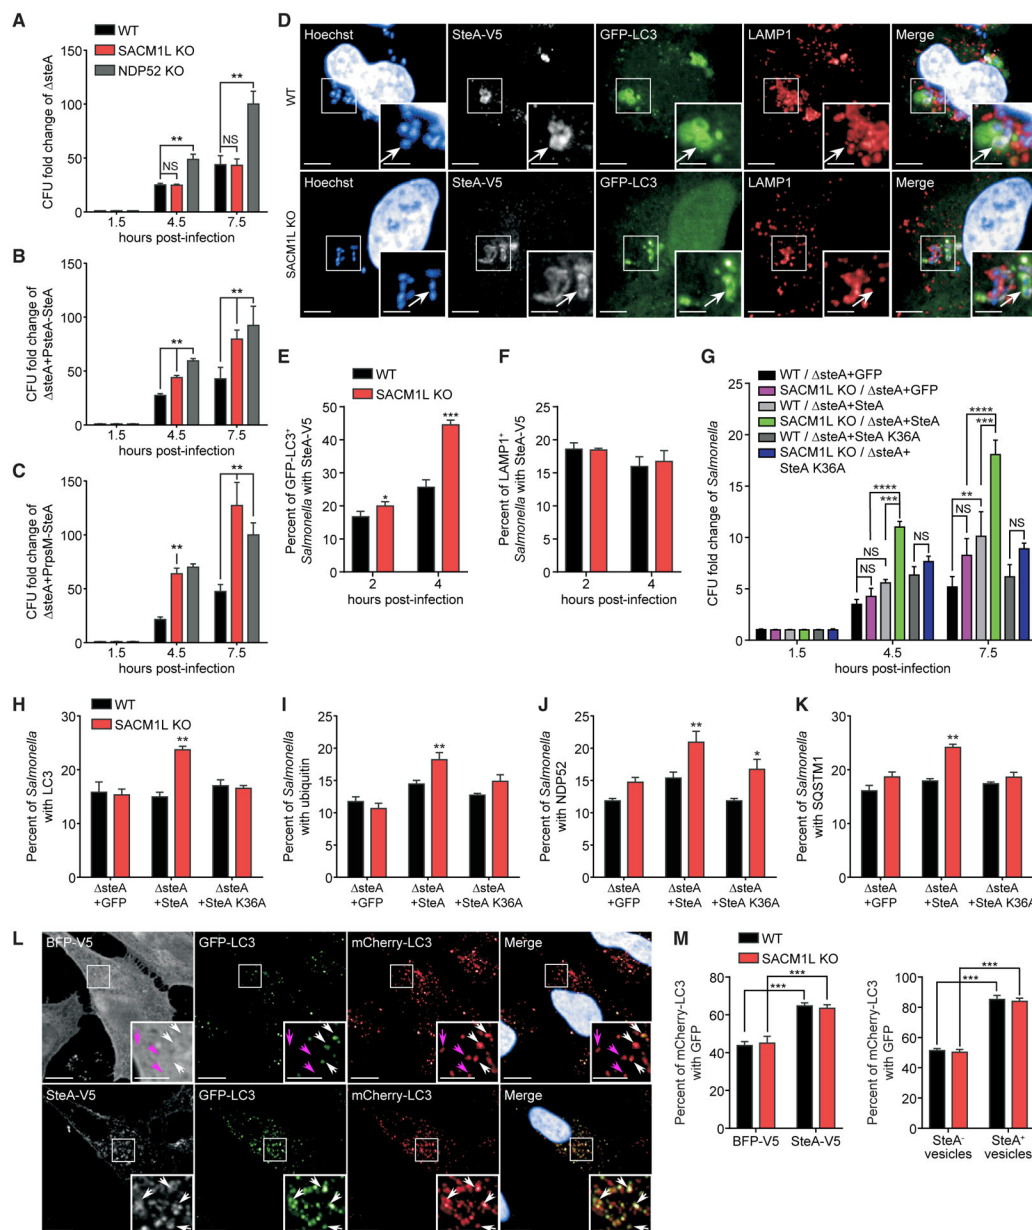 A
WT
SACM1L KO
NDP52 KO
CFU fold change of ΔsteA
150
100
50
0
NS
**
NS
**
1.5
4.5
7.5
hours post-infection
B
CFU fold change of
ΔsteA+PsteA-SteA
150
100
50
0
**
**
1.5
4.5
7.5
hours post-infection
C
CFU fold change of
ΔsteA+PrpsM-SteA
150
100
50
0
**
**
1.5
4.5
7.5
hours post-infection
D
WT
Hoechst
SteA-V5
GFP-LC3
LAMP1
Merge
SACM1L KO
Hoechst
SteA-V5
GFP-LC3
LAMP1
Merge
E
WT
SACM1L KO
Percent of GFP-LC3+
Salmonella with SteA-V5
50
40
30
20
10
0
*
***
2
4
hours post-infection
F
Percent of LAMP1+
Salmonella with SteA-V5
25
20
15
10
5
0
2
4
hours post-infection
G
WT / ΔsteA+GFP
SACM1L KO / ΔsteA+GFP
WT / ΔsteA+SteA
SACM1L KO / ΔsteA+SteA
WT / ΔsteA+SteA K36A
SACM1L KO / ΔsteA+
SteA K36A
CFU fold change of Salmonella
25
20
15
10
5
0
NS
NS
****
***
NS
NS
**
****
***
NS
1.5
4.5
7.5
hours post-infection
H
WT
SACM1L KO
Percent of Salmonella
with LC3
30
20
10
0
**
ΔsteA
+GFP
ΔsteA
+SteA
ΔsteA
+SteA K36A
I
Percent of Salmonella
with ubiquitin
25
20
15
10
5
0
**
ΔsteA
+GFP
ΔsteA
+SteA
ΔsteA
+SteA K36A
J
Percent of Salmonella
with NDP52
25
20
15
10
5
0
**
*
ΔsteA
+GFP
ΔsteA
+SteA
ΔsteA
+SteA K36A
K
Percent of Salmonella
with SQSTM1
30
20
10
0
**
ΔsteA
+GFP
ΔsteA
+SteA
ΔsteA
+SteA K36A
L
BFP-V5
GFP-LC3
mCherry-LC3
Merge
SteA-V5
GFP-LC3
mCherry-LC3
Merge
M
WT
SACM1L KO
Percent of mCherry-LC3
with GFP
80
60
40
20
0
***
***
BFP-V5
SteA-V5
Percent of mCherry-LC3
with GFP
100
80
60
40
20
0
***
***
SteA-
vesicles
SteA+
vesicles